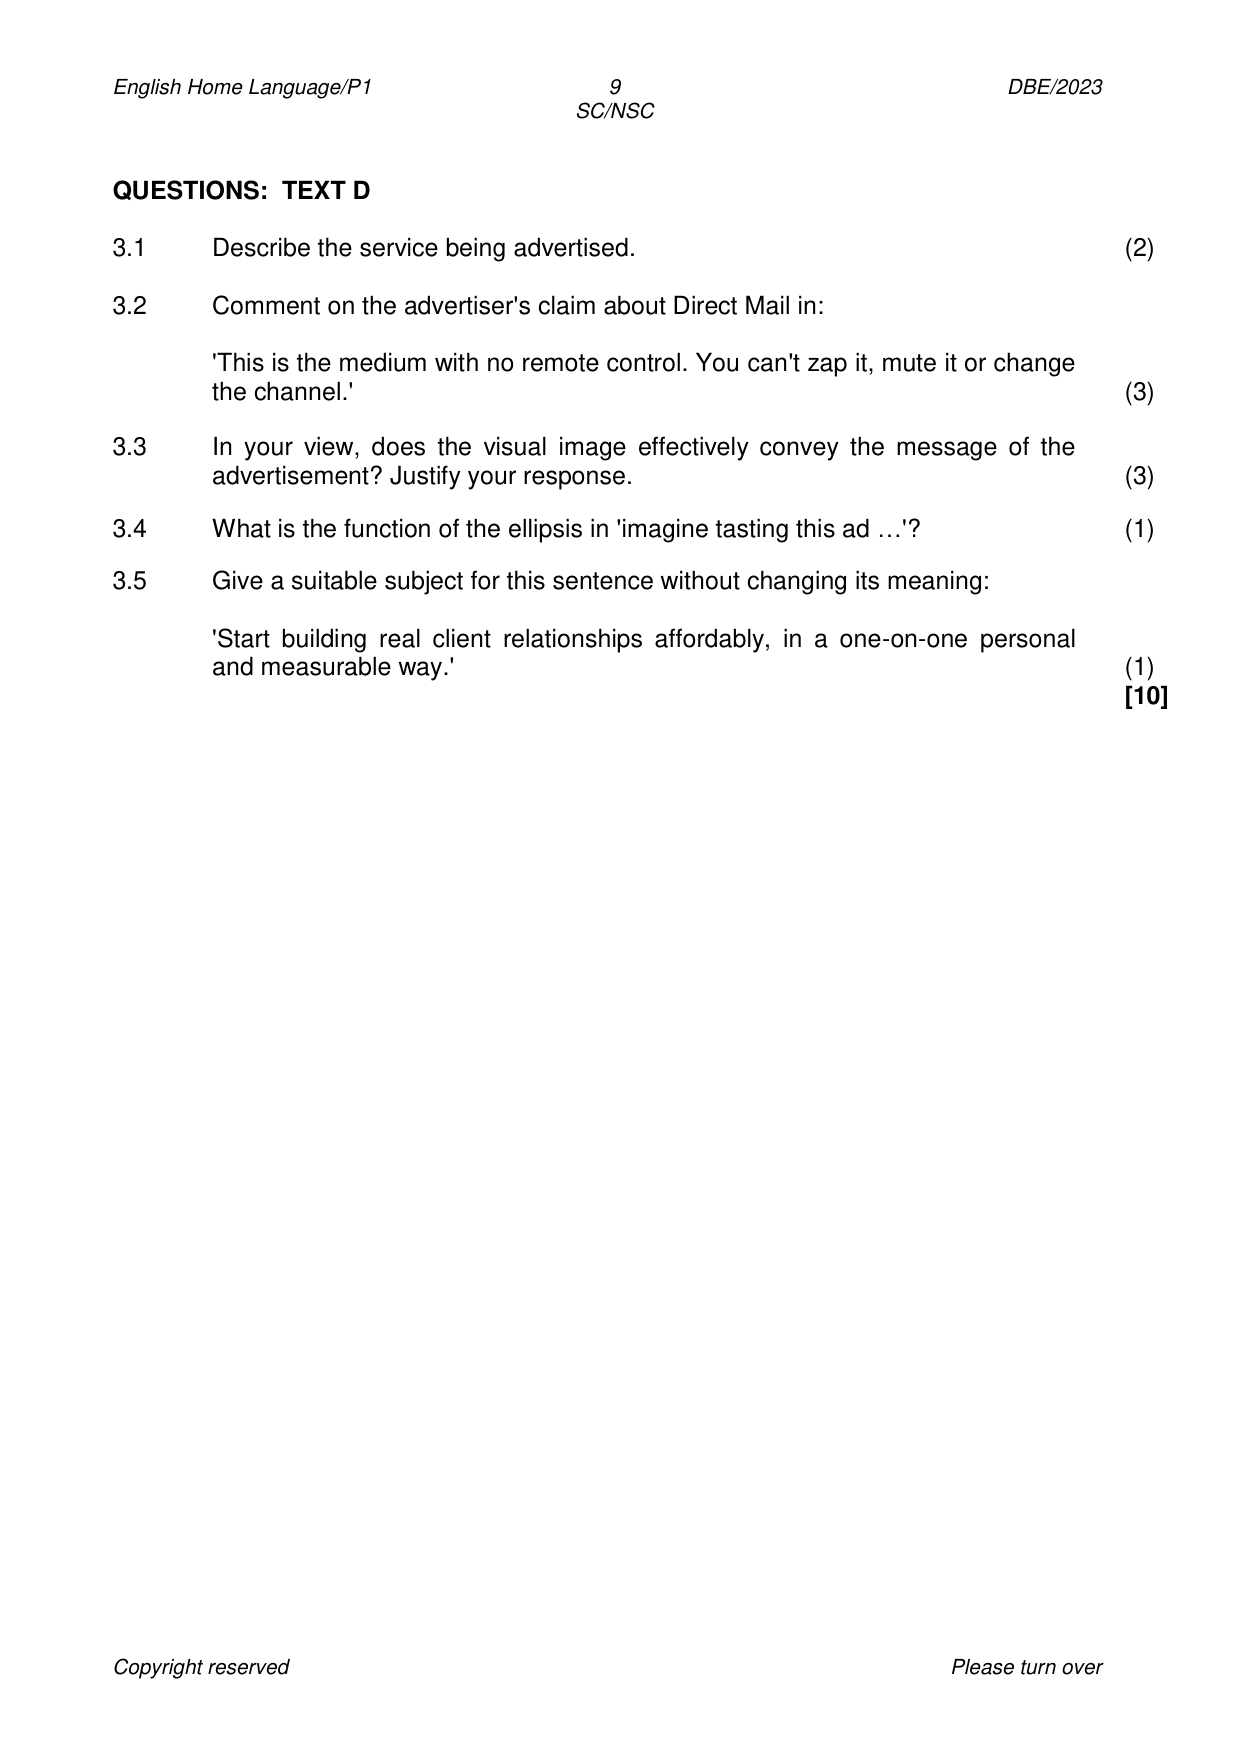 English Home Language/P1 9 DBE/2023
SC/NSC
QUESTIONS: TEXT D
3.1 Describe the service being advertised. (2)
3.2 Comment on the advertiser's claim about Direct Mail in:
'This is the medium with no remote control. You can't zap it, mute it or change
the channel.' (3)
3.3 In your view, does the visual image effectively convey the message of the
advertisement? Justify your response. (3)
3.4 What is the function of the ellipsis in 'imagine tasting this ad …'? (1)
3.5 Give a suitable subject for this sentence without changing its meaning:
'Start building real client relationships affordably, in a one-on-one personal
and measurable way.' (1)
[10]
Copyright reserved Please turn over